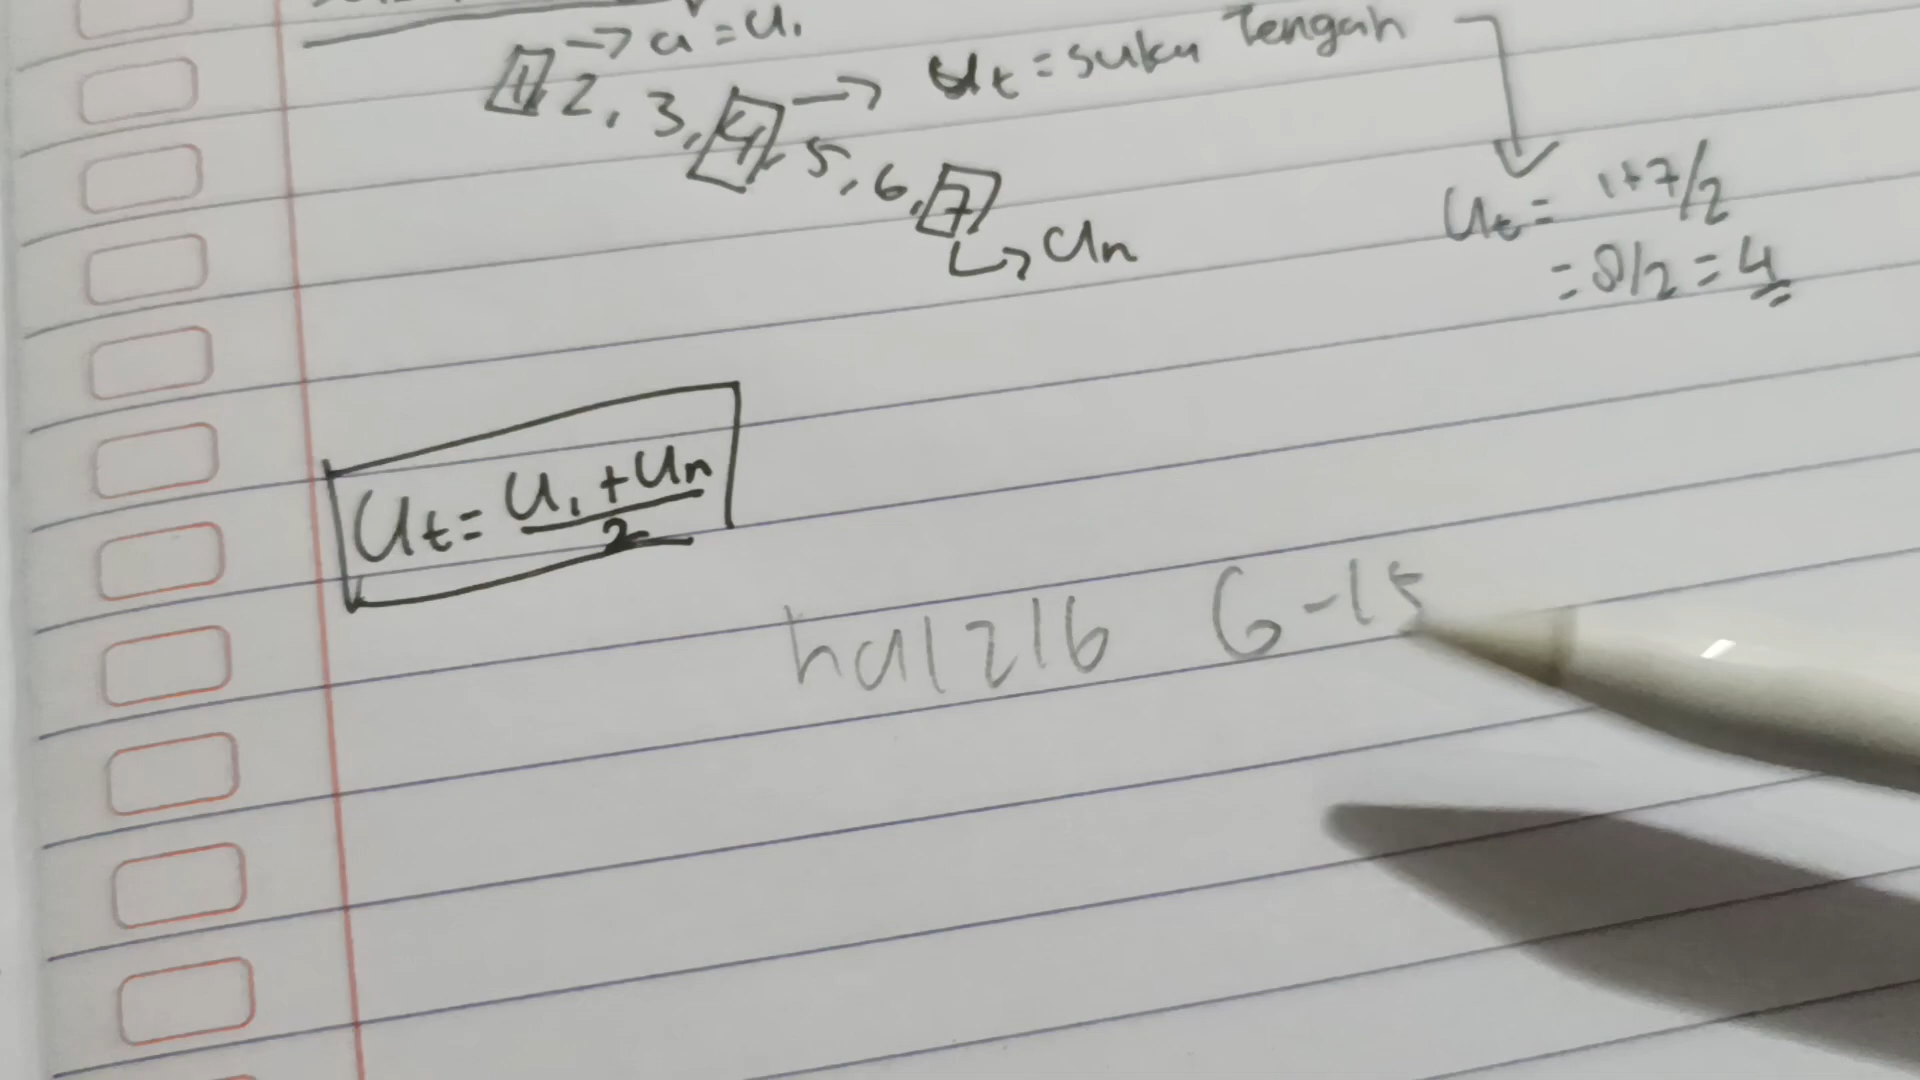 → a = U1
1, 2, 3, 4, 5, 6, 7
→ Ut = suku Tengah
↳ Un
Ut = 1+7/2
= 8/2 = 4
Ut = U1 + Un / 2
hal 216 6-15